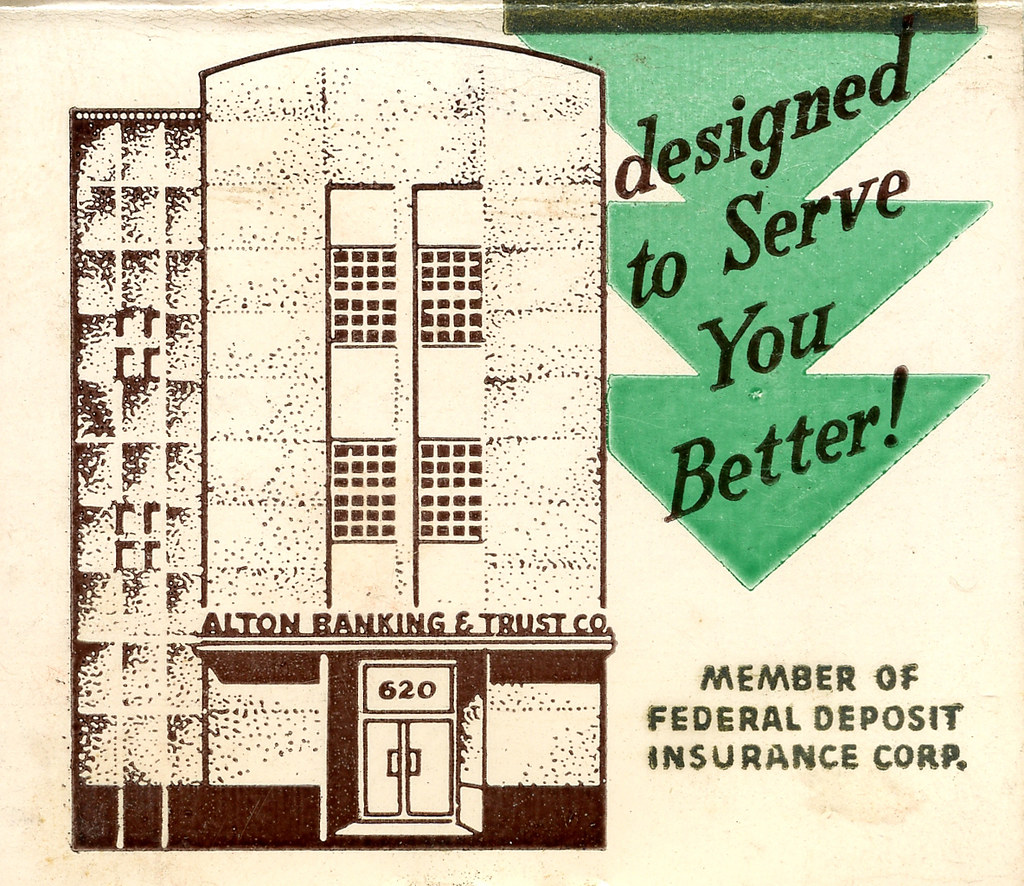 designed
to Serve
You
Better!
ALTON BANKING & TRUST CO.
620
MEMBER OF
FEDERAL DEPOSIT
INSURANCE CORP.